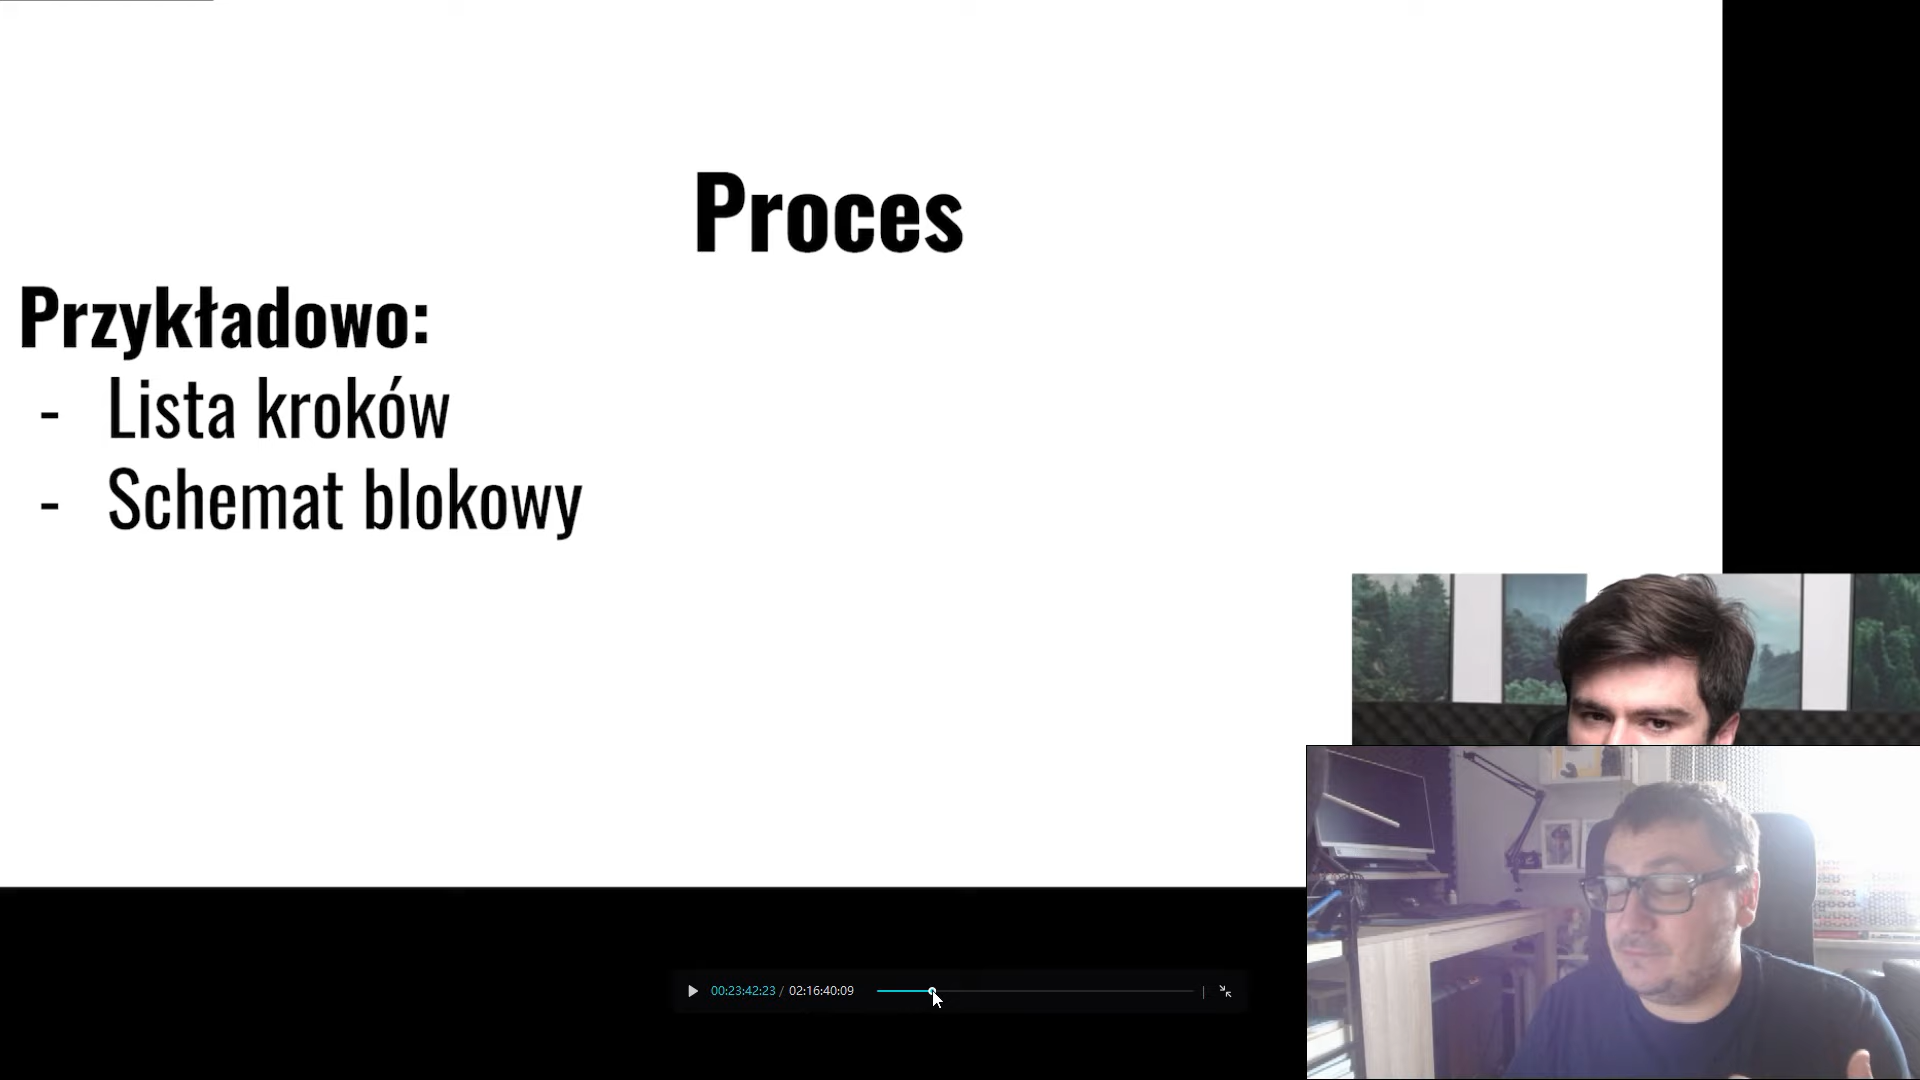 Proces
Przykładowo:
- Lista kroków
- Schemat blokowy
00:23:42:23 / 02:16:40:09